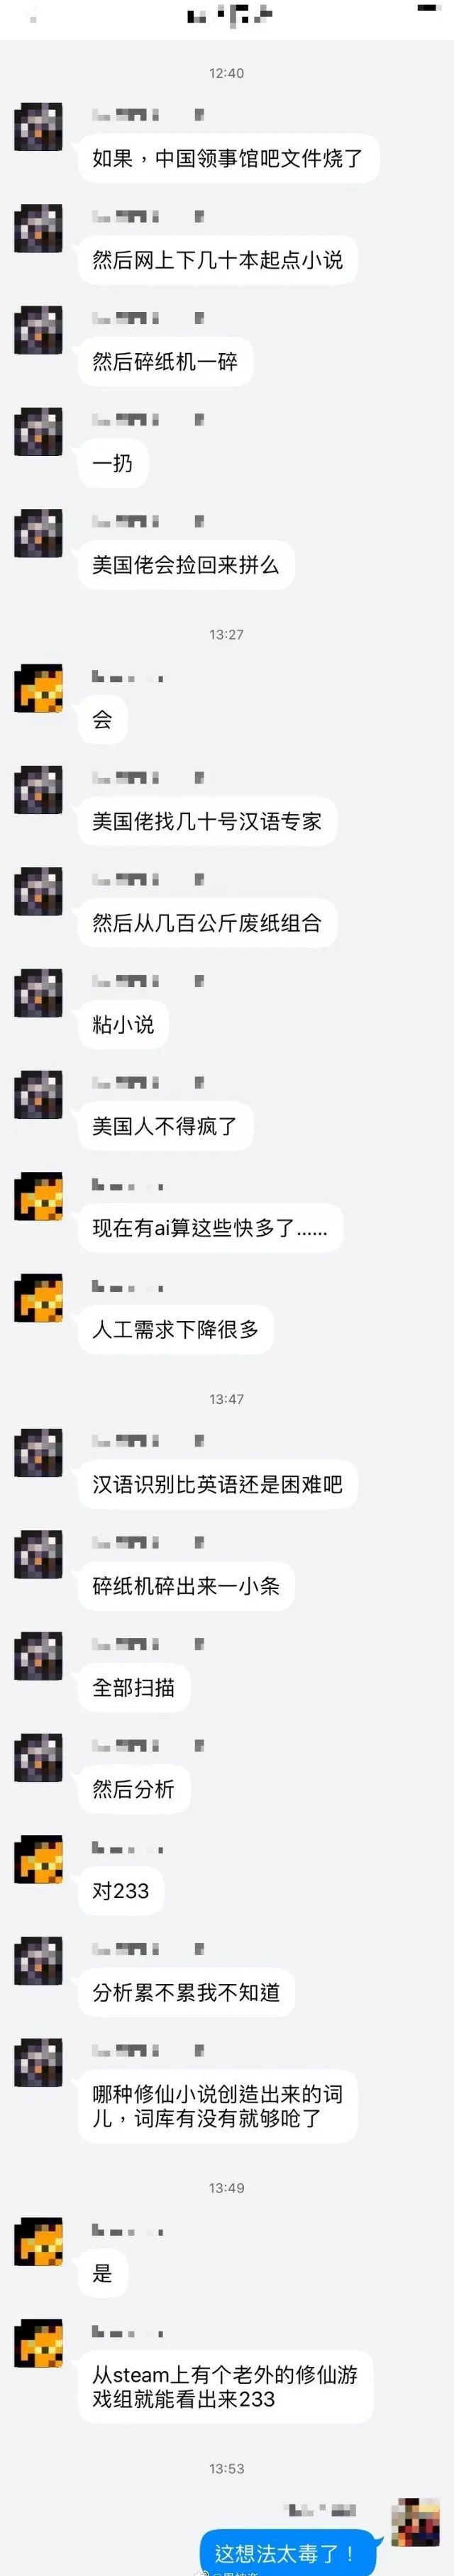 12:40
如果，中国领事馆吧文件烧了
然后网上下几十本起点小说
然后碎纸机一碎
一扔
美国佬会捡回来拼么
13:27
会
美国佬找几十号汉语专家
然后从几百公斤废纸组合
粘小说
美国人不得疯了
现在有ai算这些快多了……
人工需求下降很多
13:47
汉语识别比英语还是困难吧
碎纸机碎出来一小条
全部扫描
然后分析
对233
分析累不累我不知道
哪种修仙小说创造出来的词
儿，词库有没有就够呛了
13:49
是
从steam上有个老外的修仙游
戏组就能看出来233
13:53
这想法太毒了！